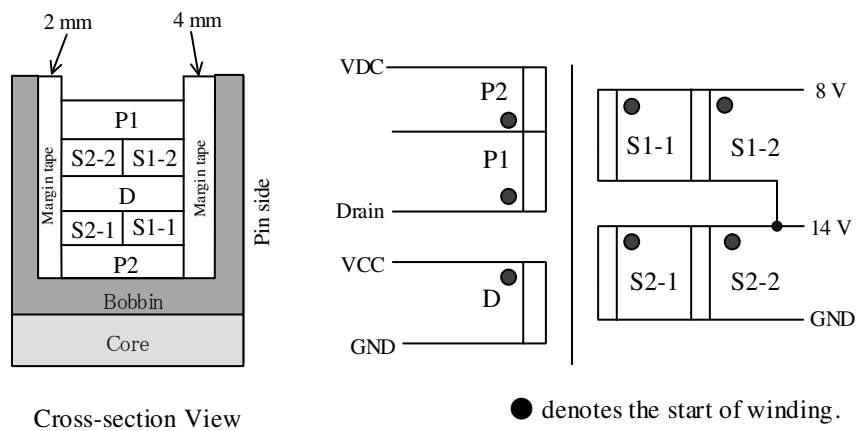 2 mm
4 mm
Margin tape
P1
S2-2
S1-2
D
S2-1
S1-1
P2
Margin tape
Pin side
Bobbin
Core
Cross-section View
VDC
P2
P1
Drain
VCC
D
GND
8 V
S1-1
S1-2
14 V
S2-1
S2-2
GND
denotes the start of winding.